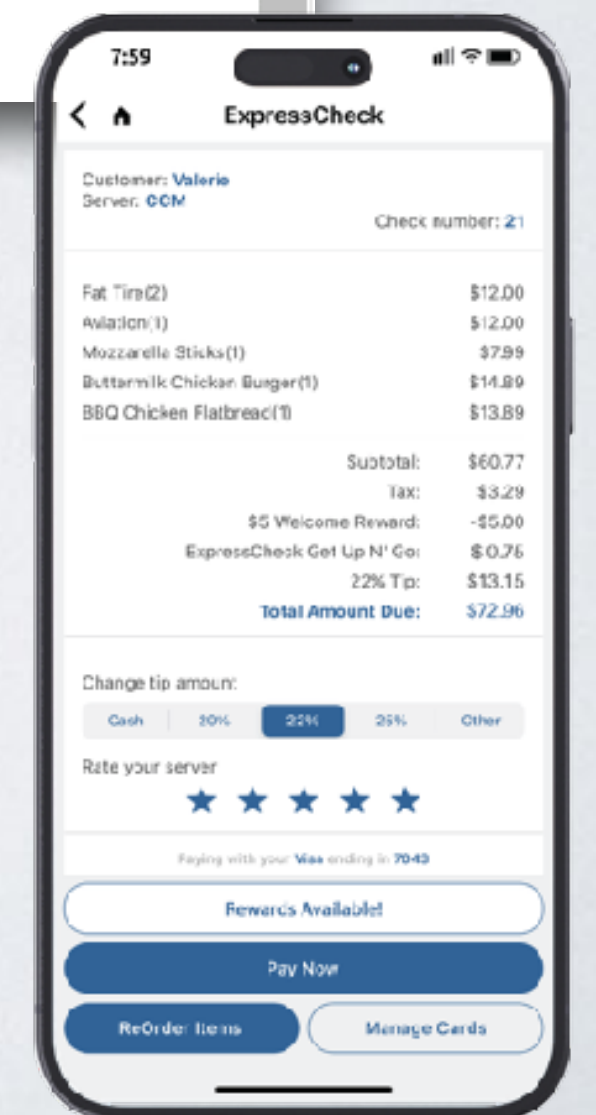 7:59
ExpressCheck
Customer: Valerie
Server: CCM
Check number: 21
Fat Tire(2) $12.00
Aviation(1) $12.00
Mozzarella Sticks(1) $7.99
Buttermilk Chicken Burger(1) $14.89
BBQ Chicken Flatbread(1) $13.89
Subtotal: $60.77
Tax: $3.29
$5 Welcome Reward: -$5.00
ExpressCheck Get Up N' Go: $0.75
22% Tip: $13.15
Total Amount Due: $72.96
Change tip amount:
Cash 20% 22% 25% Other
Rate your server
Paying with your Visa ending in 7043
Rewards Available!
Pay Now
ReOrder Items Manage Cards